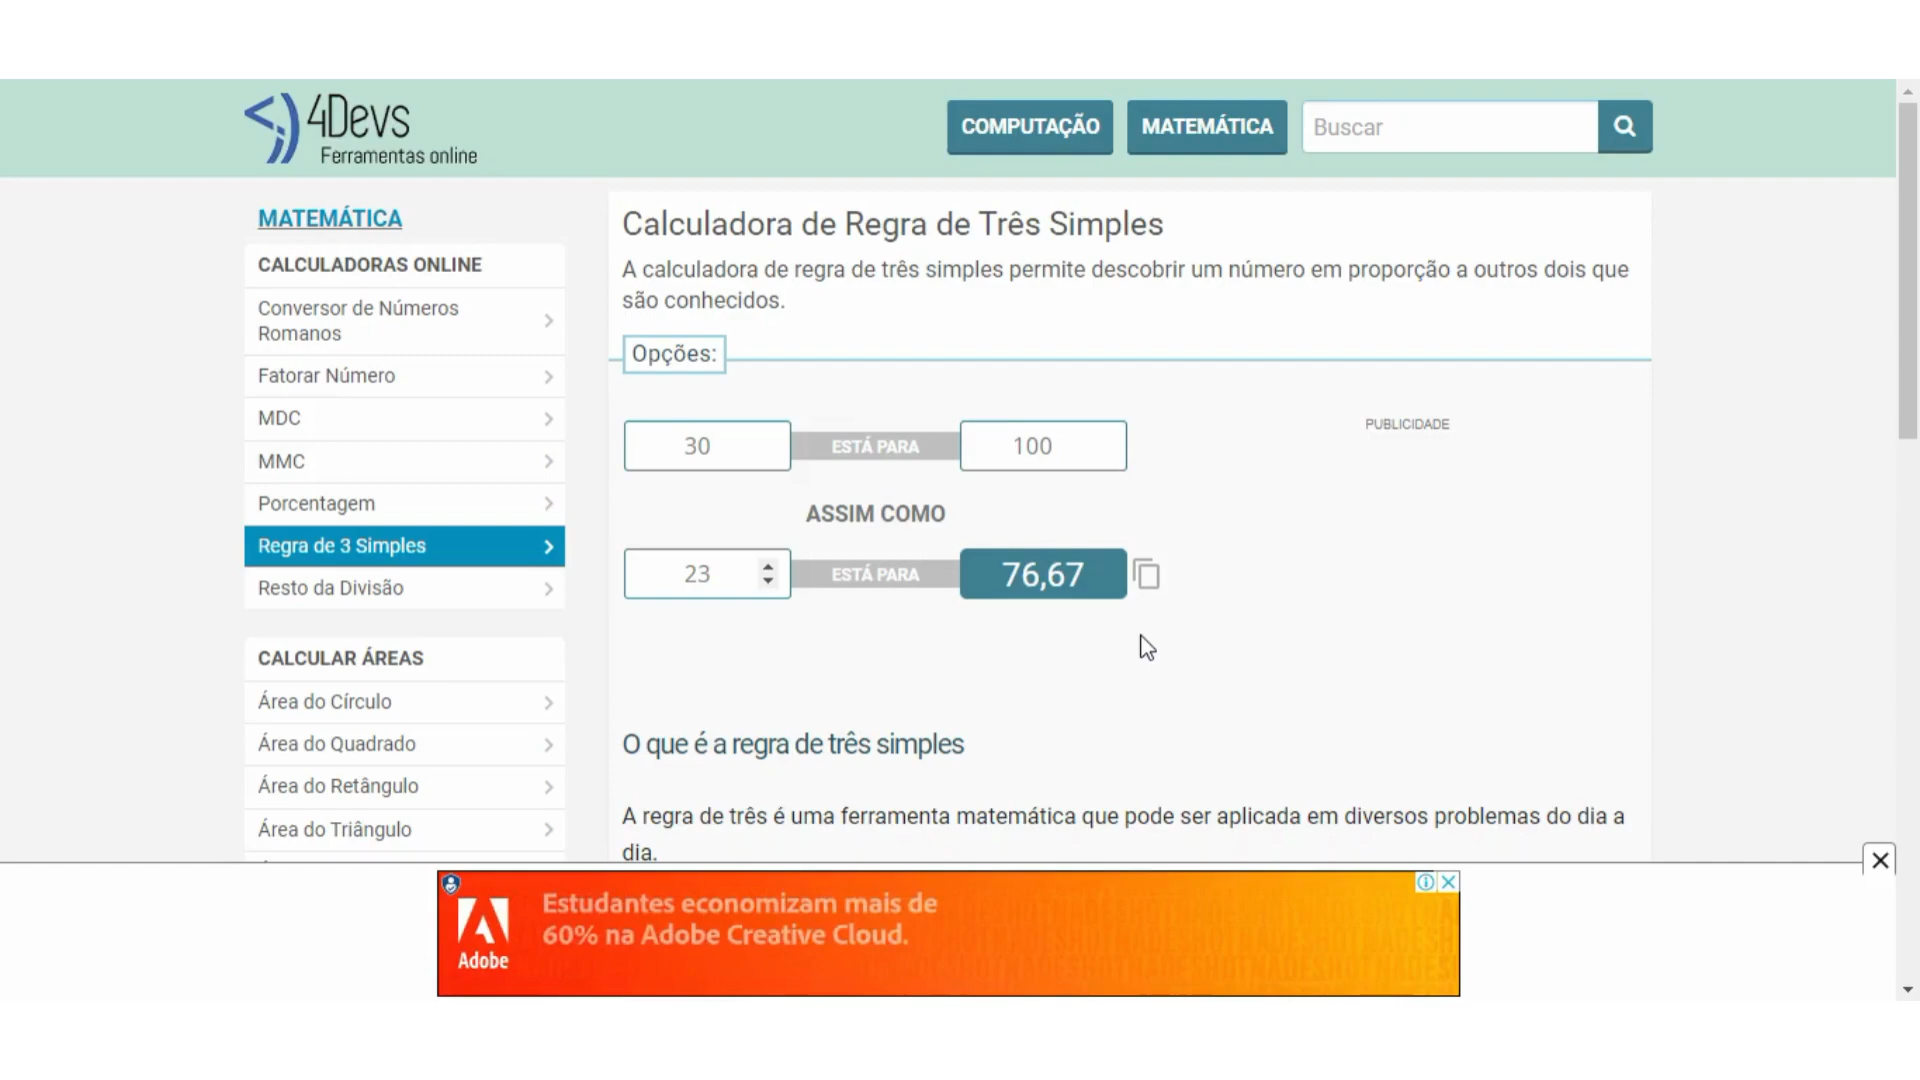 4Devs
Ferramentas online
COMPUTAÇÃO
MATEMÁTICA
Buscar
MATEMÁTICA
CALCULADORAS ONLINE
Conversor de Números
Romanos
Fatorar Número
MDC
MMC
Porcentagem
Regra de 3 Simples
Resto da Divisão
CALCULAR ÁREAS
Área do Círculo
Área do Quadrado
Área do Retângulo
Área do Triângulo
Calculadora de Regra de Três Simples
A calculadora de regra de três simples permite descobrir um número em proporção a outros dois que
são conhecidos.
Opções:
30 ESTÁ PARA 100
PUBLICIDADE
ASSIM COMO
23 ESTÁ PARA 76,67
O que é a regra de três simples
A regra de três é uma ferramenta matemática que pode ser aplicada em diversos problemas do dia a
dia.
Adobe
Estudantes economizam mais de
60% na Adobe Creative Cloud.